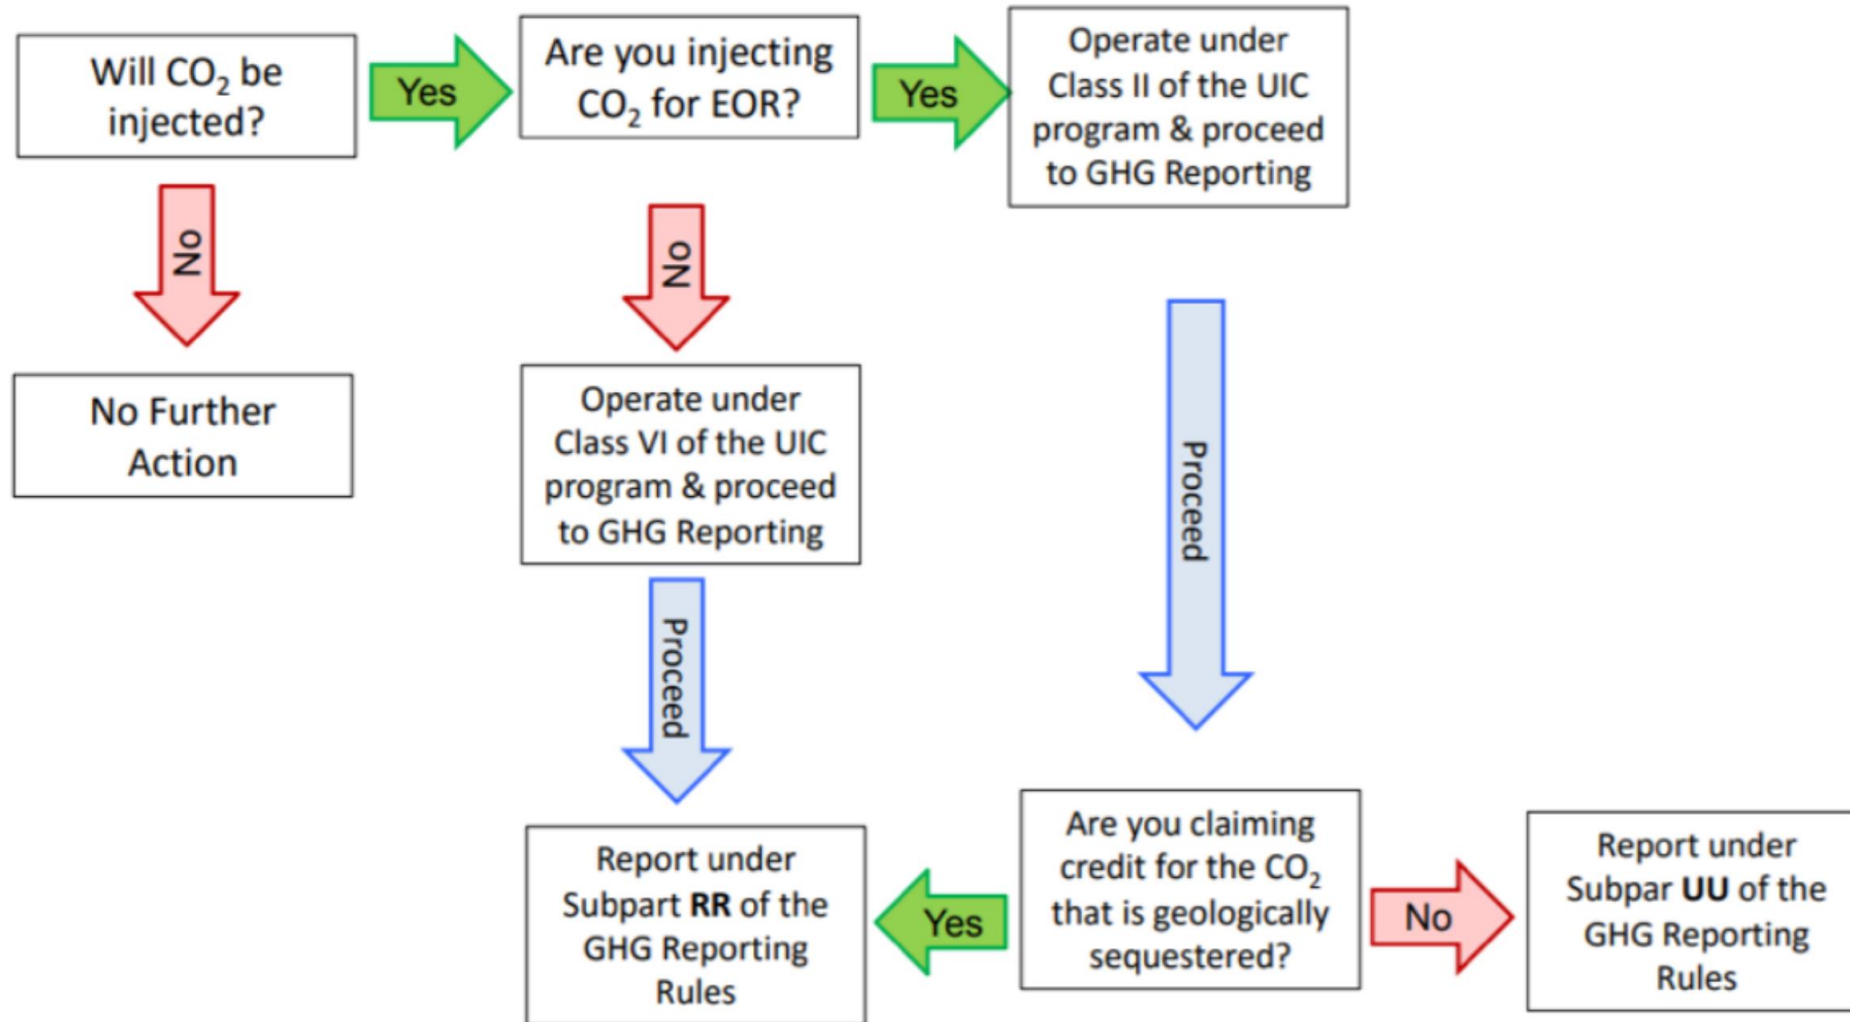 Will CO₂ be
injected?
Yes
Are you injecting
CO₂ for EOR?
Yes
Operate under
Class II of the UIC
program & proceed
to GHG Reporting
No
No
No Further
Action
Operate under
Class VI of the UIC
program & proceed
to GHG Reporting
Proceed
Proceed
Report under
Subpart RR of the
GHG Reporting
Rules
Yes
Are you claiming
credit for the CO₂
that is geologically
sequestered?
No
Report under
Subpar UU of the
GHG Reporting
Rules